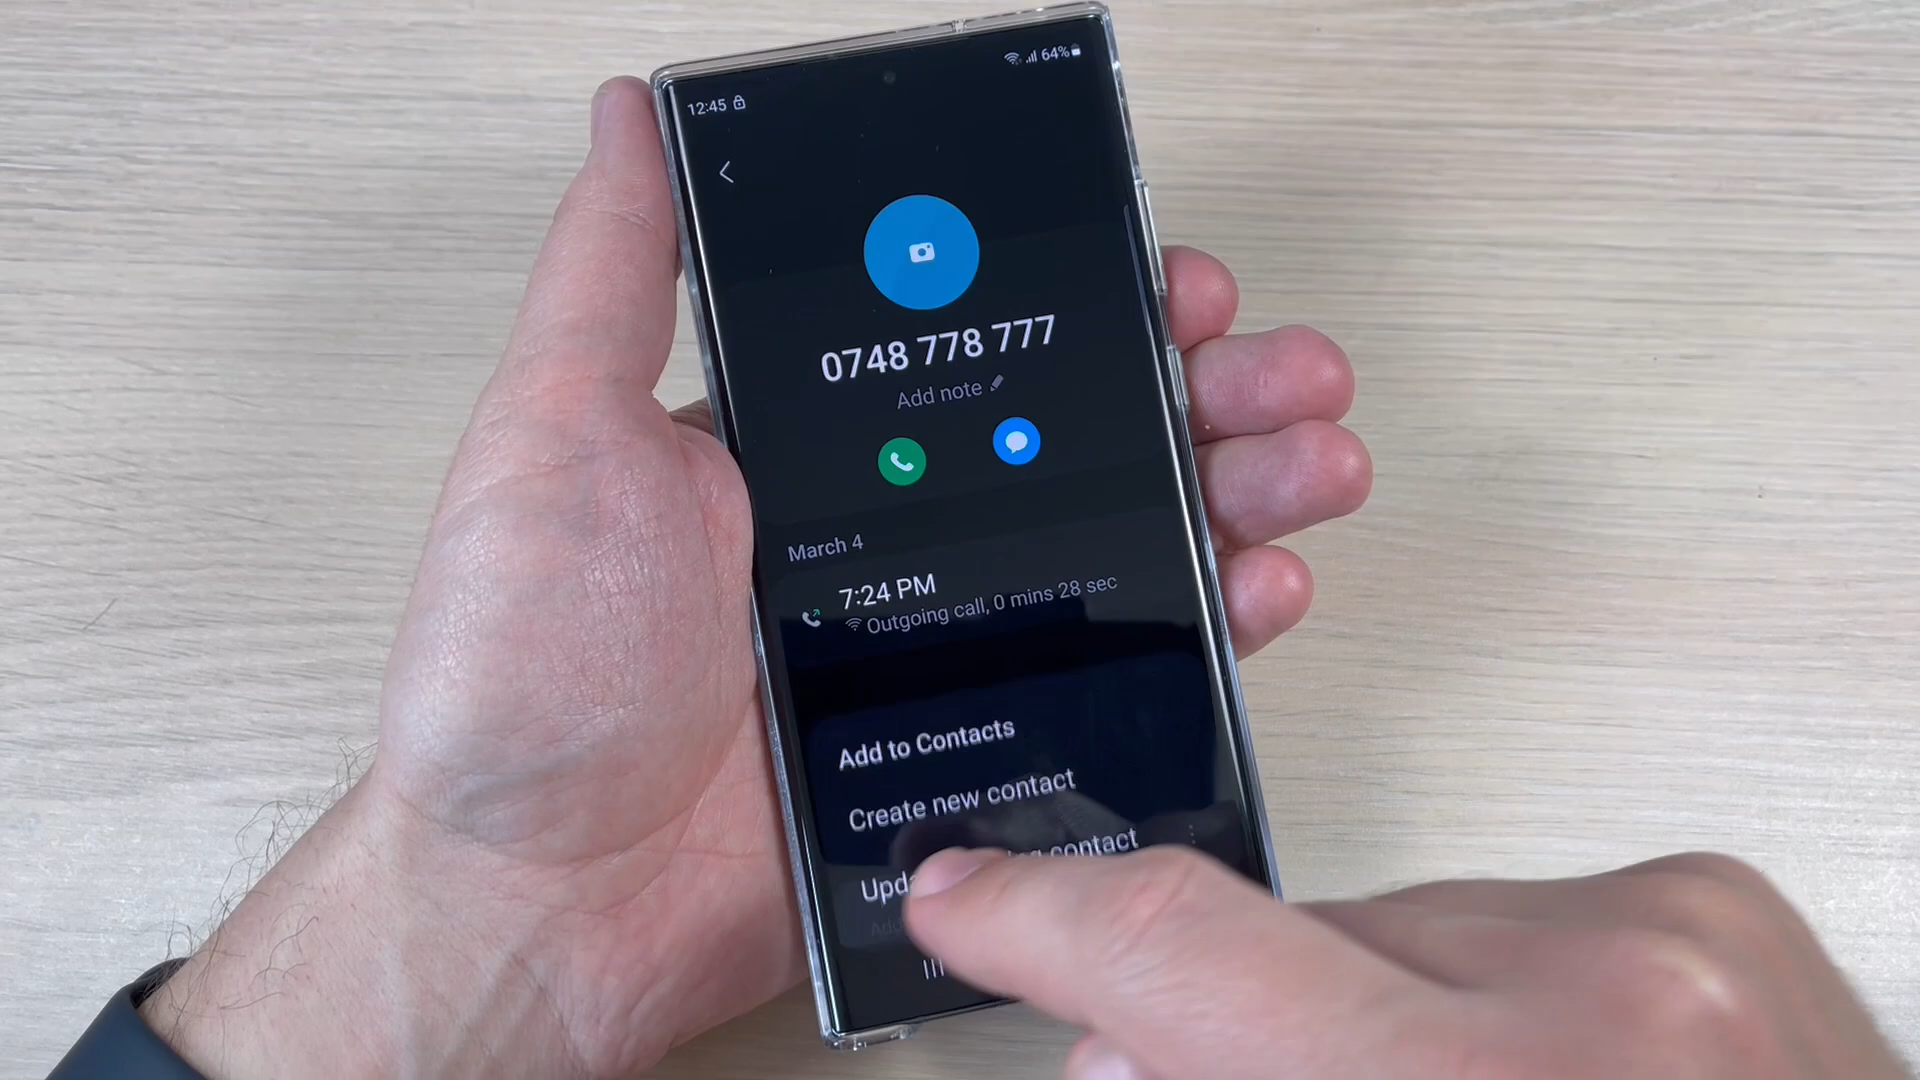 12:45
64%
0748 778 777
Add note
March 4
7:24 PM
Outgoing call, 0 mins 28 sec
Add to Contacts
Create new contact
contact